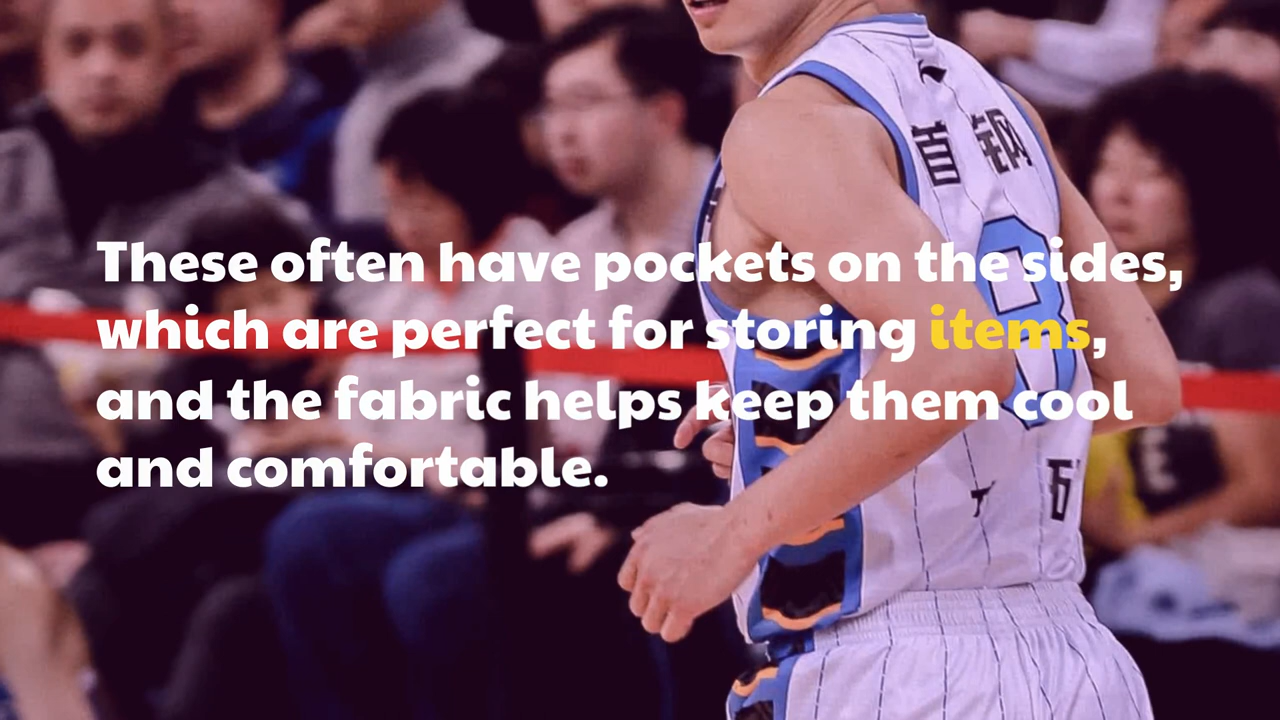 首钢
8
These often have pockets on the sides,
which are perfect for storing items,
and the fabric helps keep them cool
and comfortable.